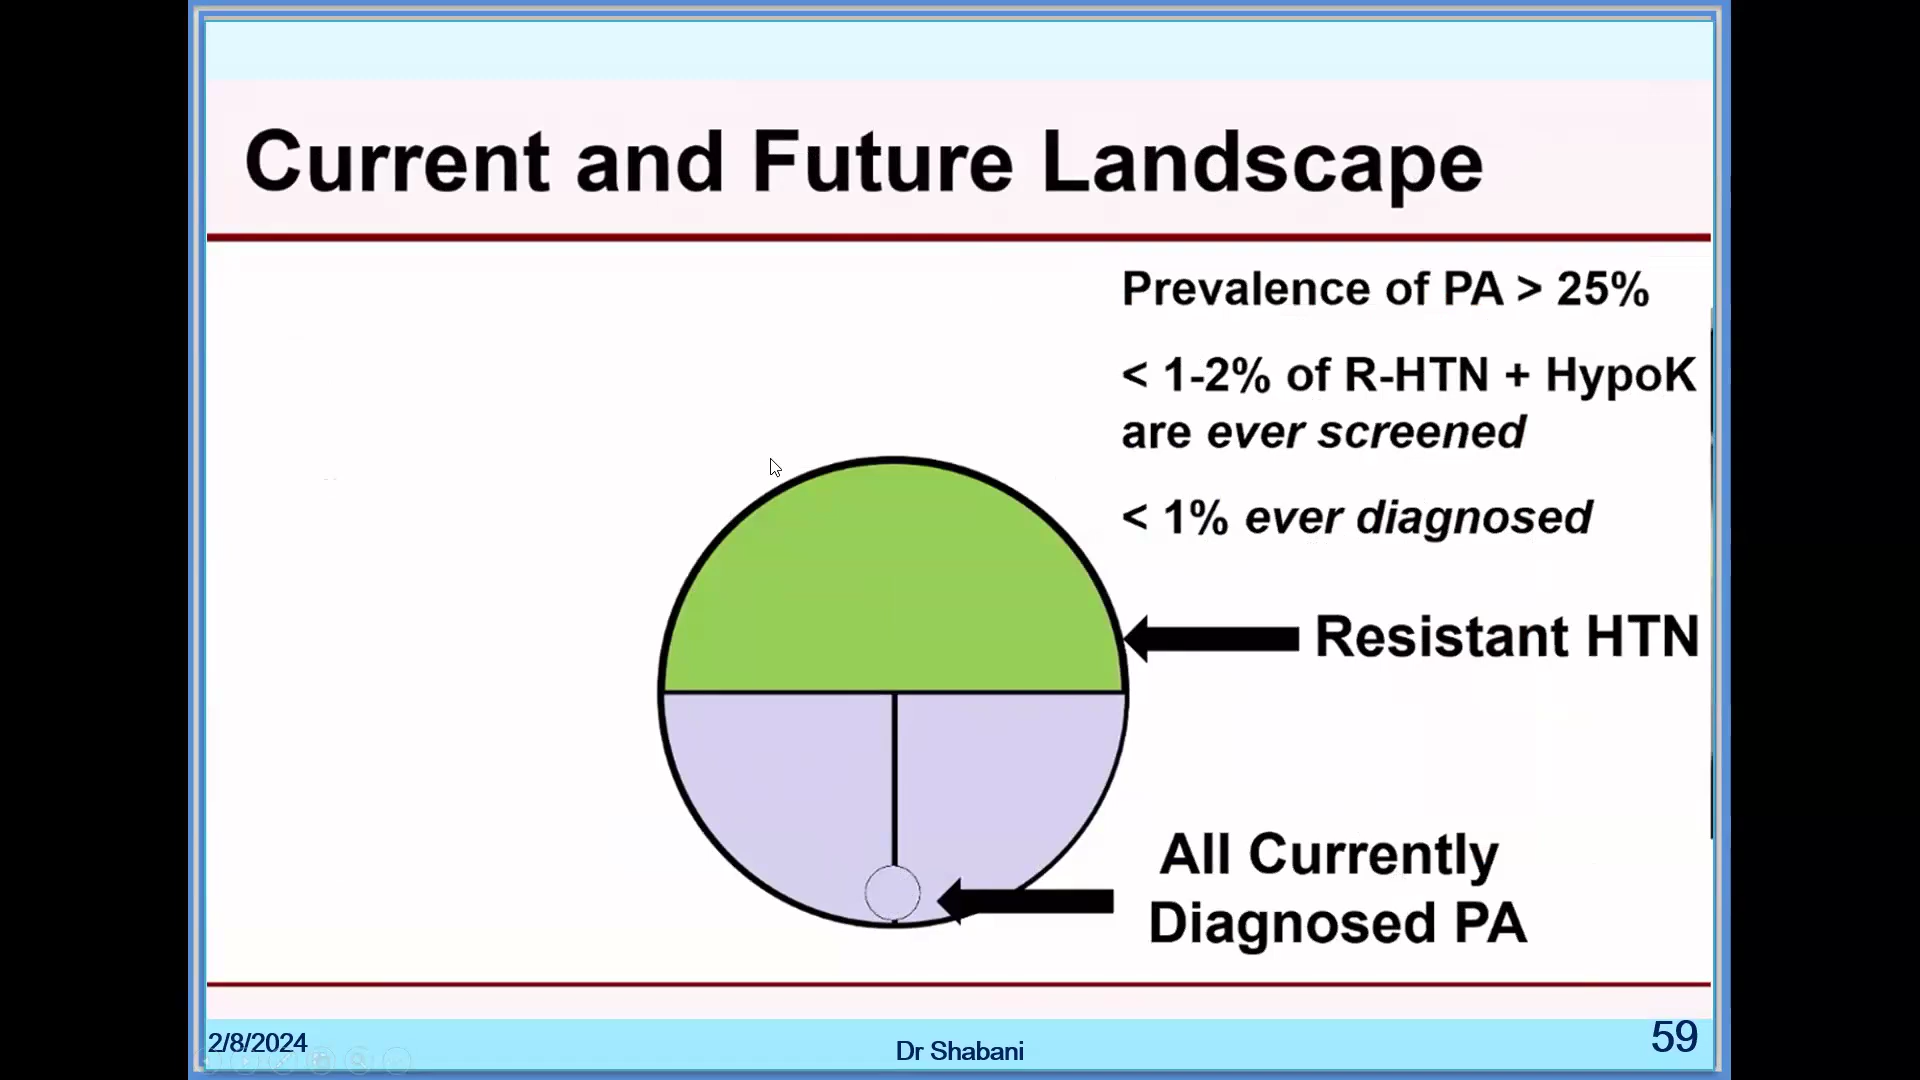 Current and Future Landscape
Prevalence of PA > 25%
< 1-2% of R-HTN + HypoK
are ever screened
< 1% ever diagnosed
Resistant HTN
All Currently
Diagnosed PA
2/8/2024
Dr Shabani
59